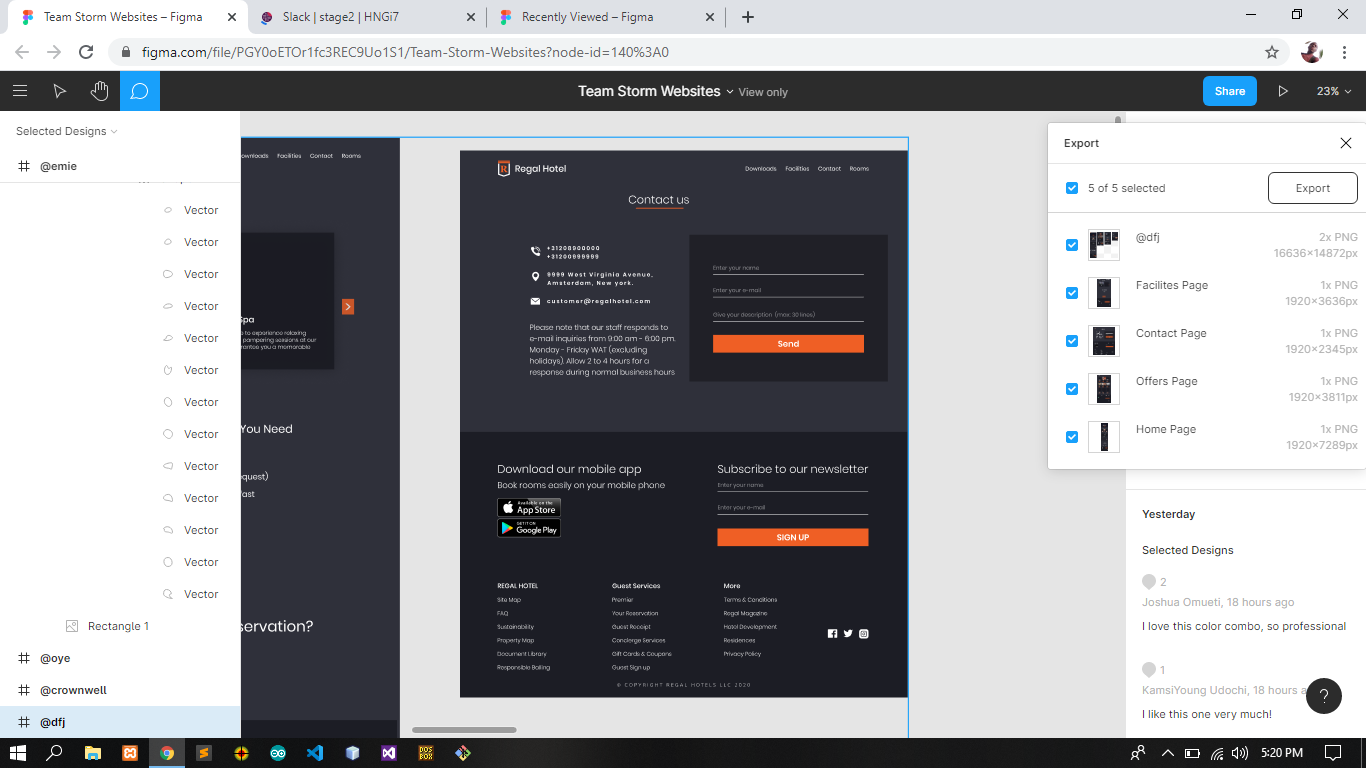 Team Storm Websites – Figma
Slack | stage2 | HNGi7
Recently Viewed – Figma
figma.com/file/PGY0oETOr1fc3REC9Uo1S1/Team-Storm-Websites?node-id=140%3A0
Team Storm Websites
View only
Share
23%
Selected Designs
@emie
Vector
Vector
Vector
Vector
Vector
Vector
Vector
Vector
Vector
Vector
Vector
Vector
Vector
Rectangle 1
@oye
@crownwell
@dfj
Facilities Contact Rooms
to experience relaxing
pampering sessions at our
you a memorable
You Need
Regal Hotel
Downloads Facilities Contact Rooms
Contact us
+31208900000
+31200999999
9999 West Virginia Avenue,
Amsterdam, New york.
customer@regalhotel.com
Please note that our staff responds to
e-mail inquiries from 9:00 am - 6:00 pm.
Monday - Friday WAT (excluding
holidays). Allow 2 to 4 hours for a
response during normal business hours
Enter your name
Enter your e-mail
Give your description (max. 30 lines)
Send
Download our mobile app
Book rooms easily on your mobile phone
Available on the
App Store
GET IT ON
Google Play
Subscribe to our newsletter
Enter your name
Enter your e-mail
SIGN UP
REGAL HOTEL
Site Map
FAQ
Sustainability
Property Map
Document Library
Responsible Bailing
Guest Services
Premier
Your Reservation
Guest Receipt
Concierge Services
Gift Cards & Coupons
Guest Sign up
More
Terms & Conditions
Regal Magazine
Hotel Development
Residences
Privacy Policy
© COPYRIGHT REGAL HOTELS LLC 2020
Export
5 of 5 selected
Export
@dfj
2x PNG
16636×14872px
Facilites Page
1x PNG
1920×3636px
Contact Page
1x PNG
1920×2345px
Offers Page
1x PNG
1920×3811px
Home Page
1x PNG
1920×7289px
Yesterday
Selected Designs
2
Joshua Omueti, 18 hours ago
I love this color combo, so professional
1
KamsiYoung Udochi, 18 hours a
I like this one very much!
?
5:20 PM